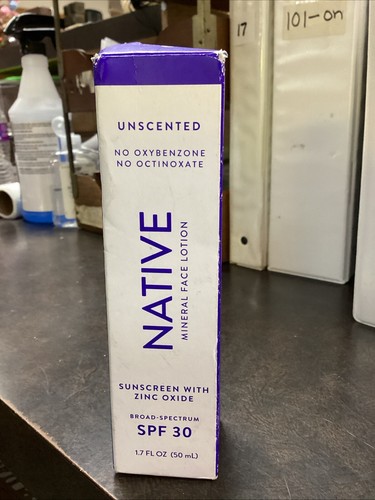 UNSCENTED
NO OXYBENZONE
NO OCTINOXATE
NATIVE
MINERAL FACE LOTION
SUNSCREEN WITH
ZINC OXIDE
BROAD-SPECTRUM
SPF 30
1.7 FL OZ (50 mL)
17
101-on